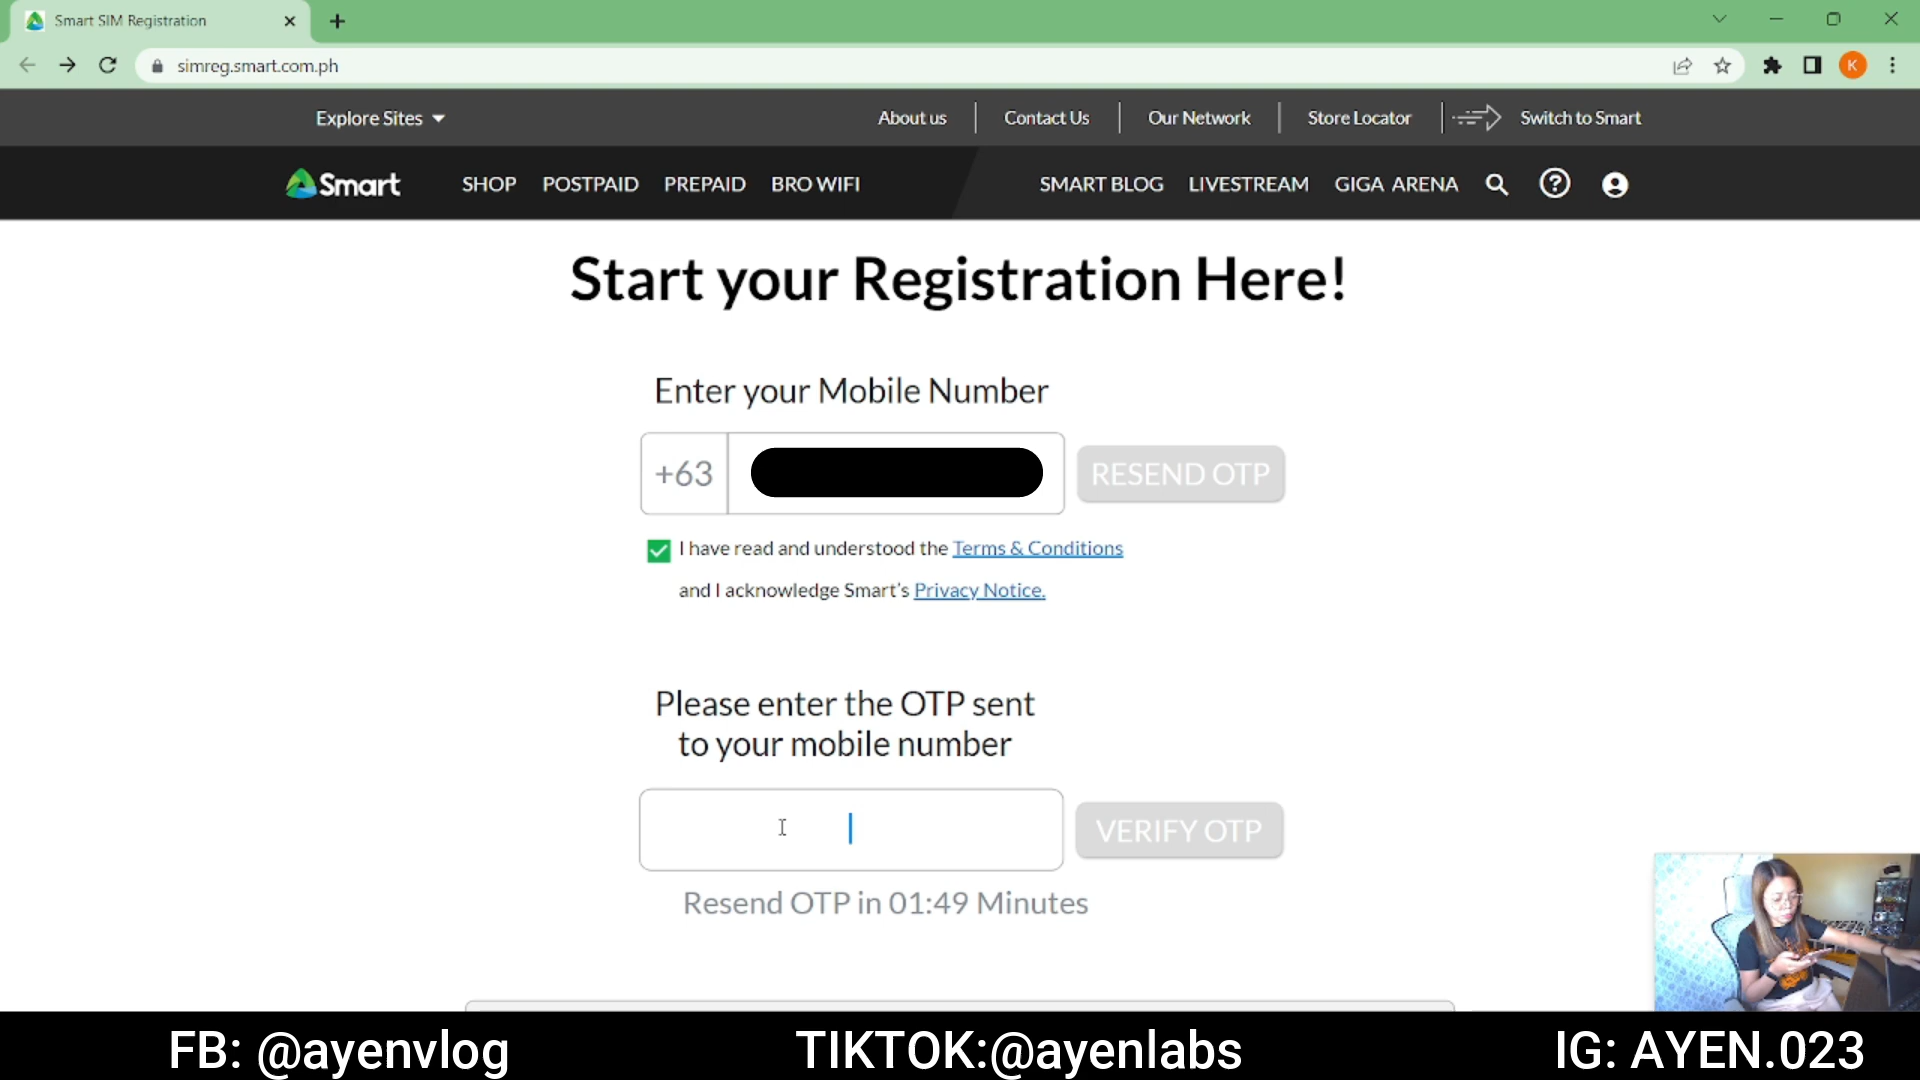 Smart SIM Registration
simreg.smart.com.ph
K
Explore Sites
About us
Contact Us
Our Network
Store Locator
Switch to Smart
Smart
SHOP
POSTPAID
PREPAID
BRO WIFI
SMART BLOG
LIVESTREAM
GIGA ARENA
Start your Registration Here!
Enter your Mobile Number
+63
RESEND OTP
I have read and understood the Terms & Conditions
and I acknowledge Smart's Privacy Notice.
Please enter the OTP sent
to your mobile number
VERIFY OTP
Resend OTP in 01:49 Minutes
FB: @ayenvlog
TIKTOK:@ayenlabs
IG: AYEN.023